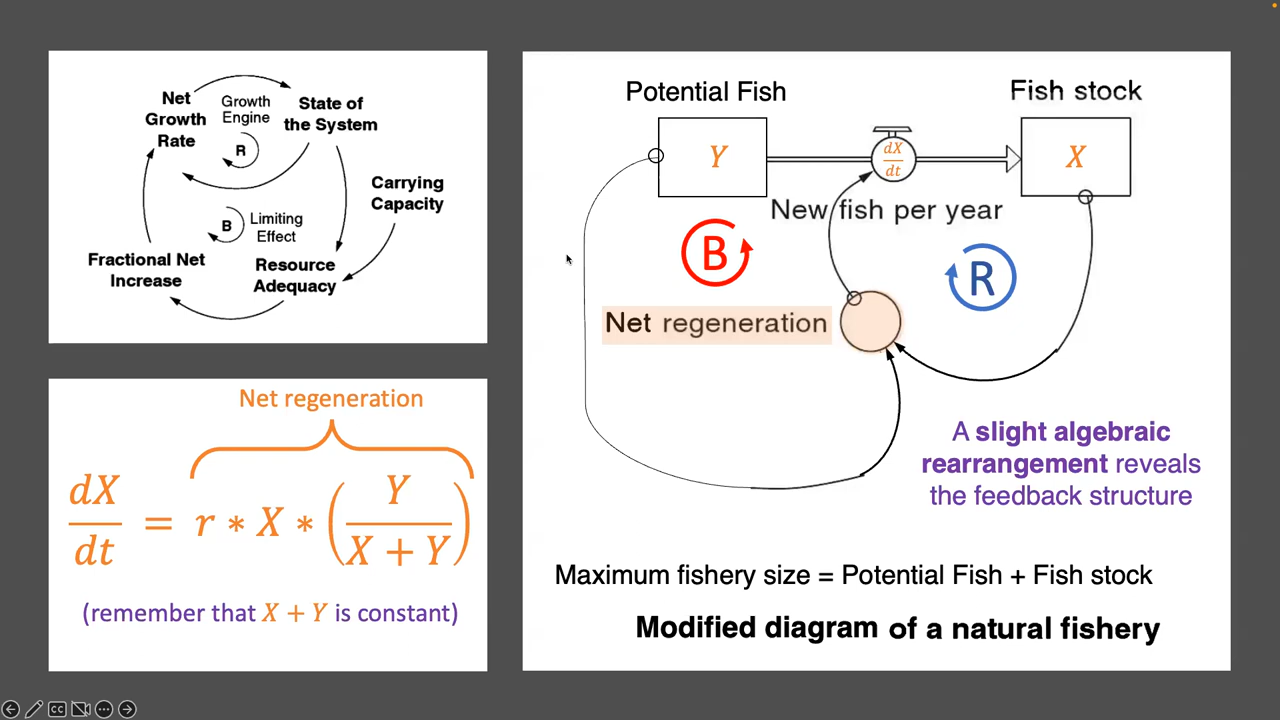 Net
Growth
Rate
Growth
Engine
R
State of
the System
Carrying
Capacity
B
Limiting
Effect
Fractional Net
Increase
Resource
Adequacy
Net regeneration
dX/dt = r * X * (Y/(X + Y))
(remember that X + Y is constant)
Potential Fish
Fish stock
Y
dX/dt
X
New fish per year
B
R
Net regeneration
A slight algebraic
rearrangement reveals
the feedback structure
Maximum fishery size = Potential Fish + Fish stock
Modified diagram of a natural fishery
CC